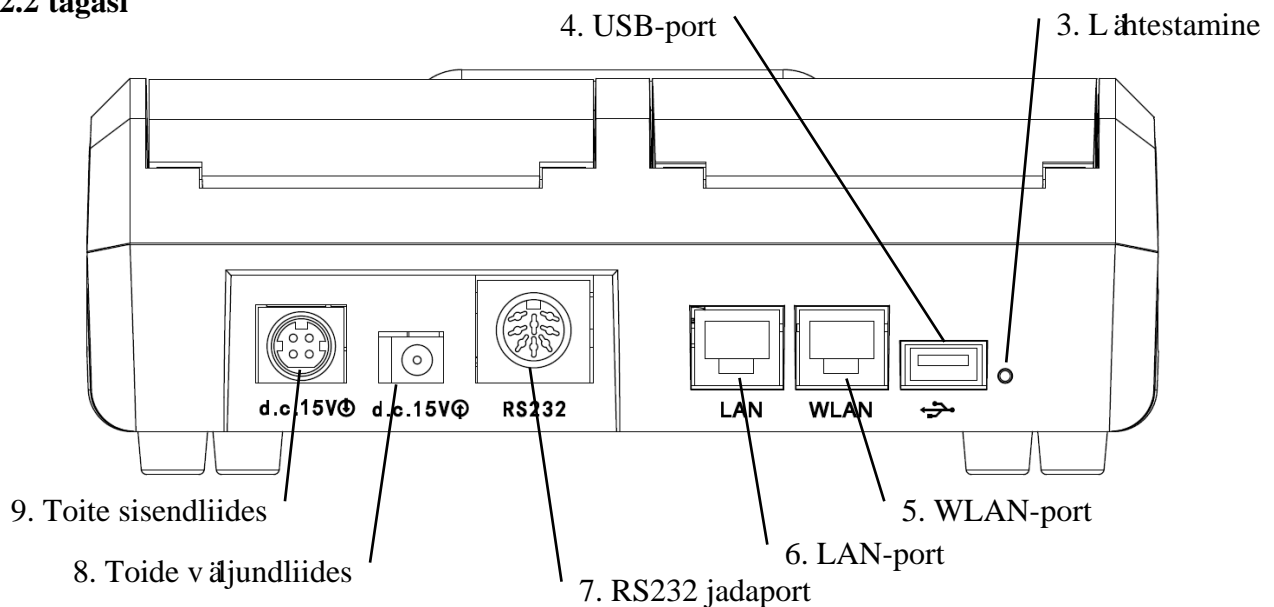 2.2 tagasi
4. USB-port
3. Lähtestamine
d.c.15V
d.c.15V
RS232
LAN
WLAN
9. Toite sisendliides
5. WLAN-port
6. LAN-port
8. Toide väljundliides
7. RS232 jadaport